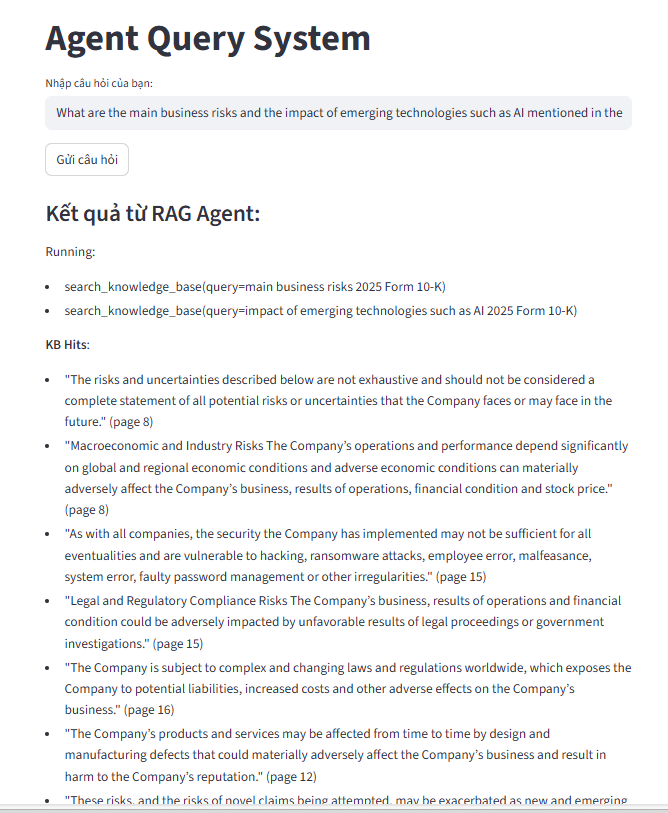 Agent Query System
Nhập câu hỏi của bạn:
What are the main business risks and the impact of emerging technologies such as AI mentioned in the
Gửi câu hỏi
Kết quả từ RAG Agent:
Running:
• search_knowledge_base(query=main business risks 2025 Form 10-K)
• search_knowledge_base(query=impact of emerging technologies such as AI 2025 Form 10-K)
KB Hits:
• "The risks and uncertainties described below are not exhaustive and should not be considered a
complete statement of all potential risks or uncertainties that the Company faces or may face in the
future." (page 8)
• "Macroeconomic and Industry Risks The Company’s operations and performance depend significantly
on global and regional economic conditions and adverse economic conditions can materially
adversely affect the Company’s business, results of operations, financial condition and stock price."
(page 8)
• "As with all companies, the security the Company has implemented may not be sufficient for all
eventualities and are vulnerable to hacking, ransomware attacks, employee error, malfeasance,
system error, faulty password management or other irregularities." (page 15)
• "Legal and Regulatory Compliance Risks The Company’s business, results of operations and financial
condition could be adversely impacted by unfavorable results of legal proceedings or government
investigations." (page 15)
• "The Company is subject to complex and changing laws and regulations worldwide, which exposes the
Company to potential liabilities, increased costs and other adverse effects on the Company’s
business." (page 16)
• "The Company’s products and services may be affected from time to time by design and
manufacturing defects that could materially adversely affect the Company’s business and result in
harm to the Company’s reputation." (page 12)
• "These risks, and the risks of novel claims being attempted, may be exacerbated as new and emerging